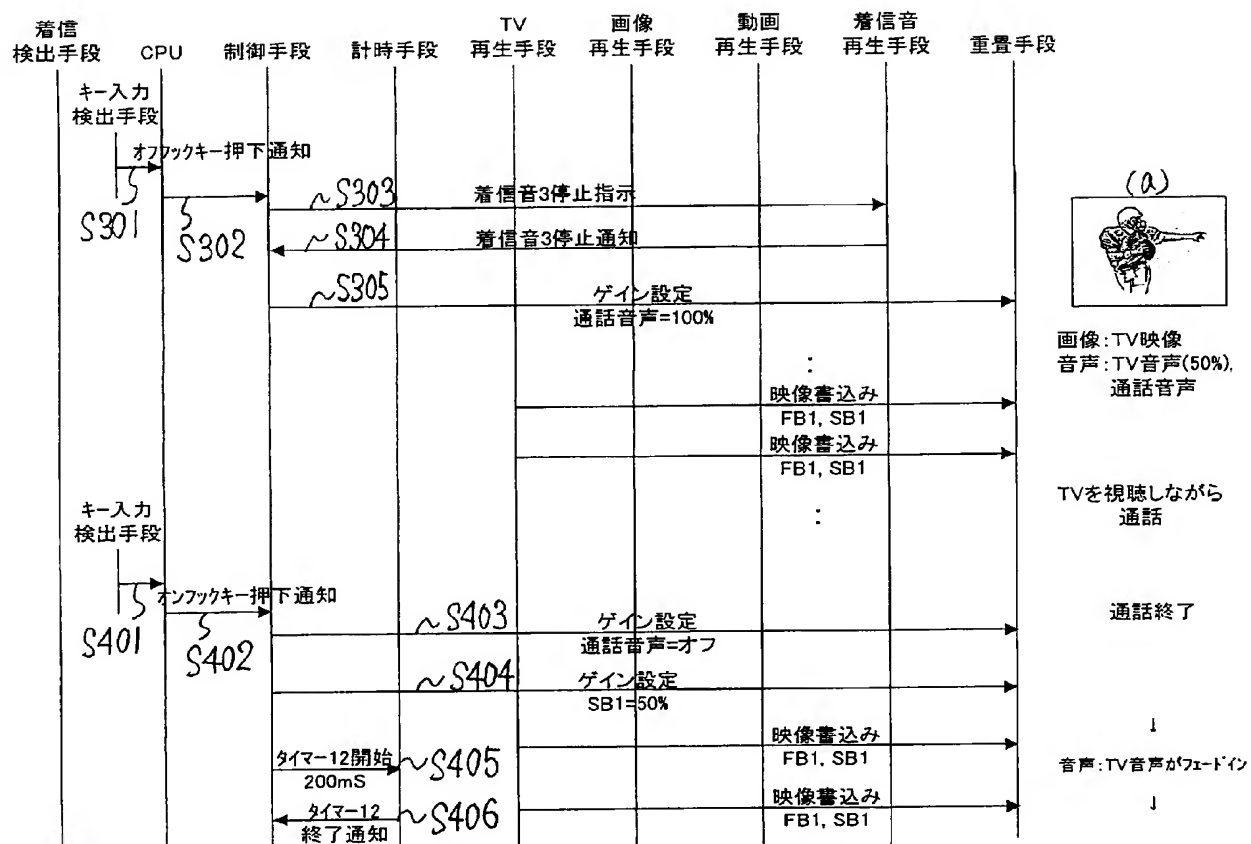 着信
検出手段
CPU
制御手段
計時手段
TV
再生手段
画像
再生手段
動画
再生手段
着信音
再生手段
重畳手段
キー入力
検出手段
オフフックキー押下通知
S301
S302
~S303
着信音3停止指示
~S304
着信音3停止通知
~S305
ゲイン設定
通話音声=100%
(a)
画像:TV映像
音声:TV音声(50%),
通話音声
:
映像書込み
FB1, SB1
映像書込み
FB1, SB1
:
TVを視聴しながら
通話
キー入力
検出手段
オンフックキー押下通知
S401
S402
~S403
ゲイン設定
通話音声=オフ
通話終了
~S404
ゲイン設定
SB1=50%
↓
タイマー12開始
200mS
~S405
映像書込み
FB1, SB1
音声:TV音声がフェードイン
タイマー12
終了通知
~S406
映像書込み
FB1, SB1
↓